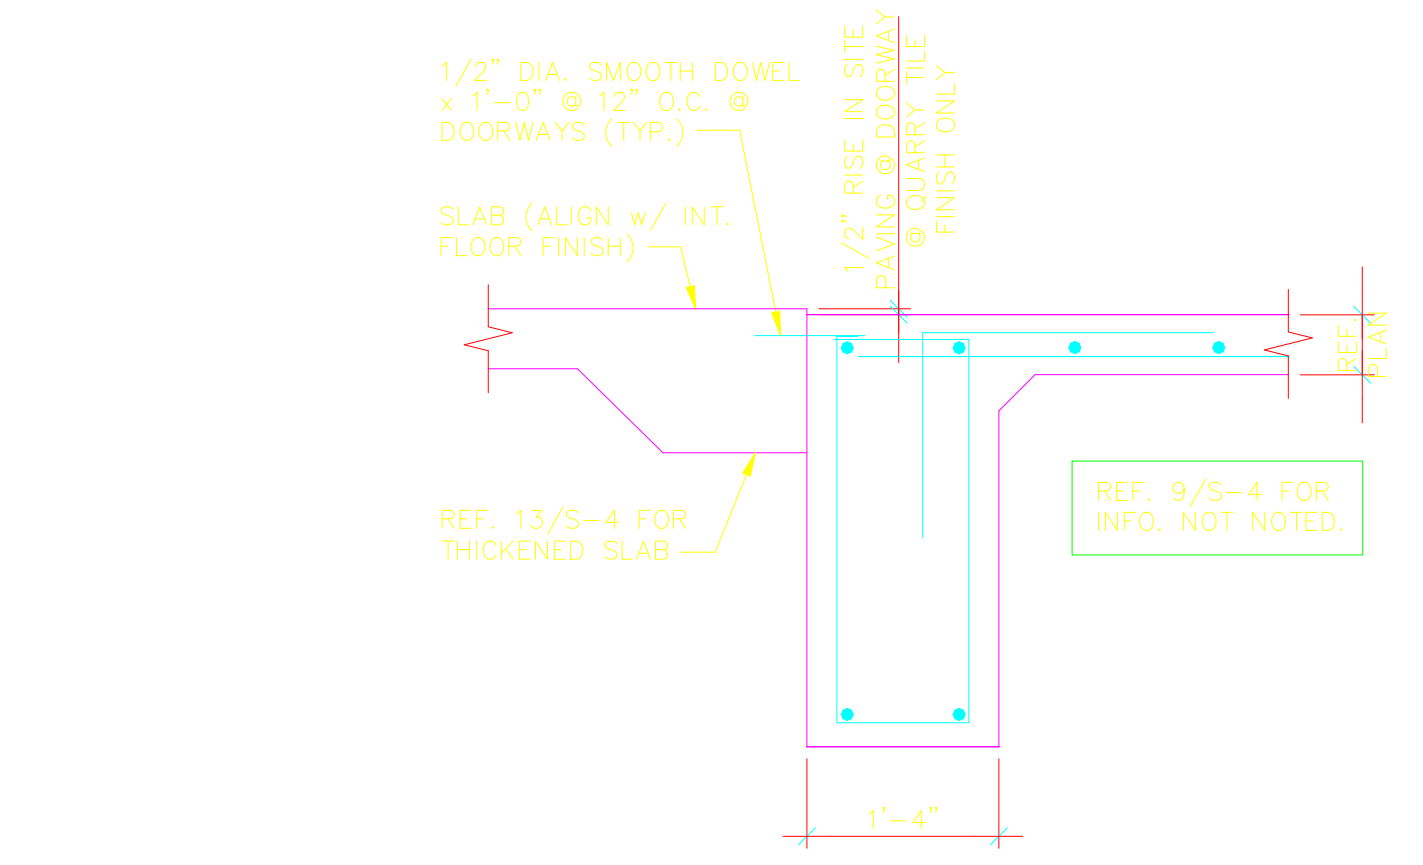 1/2" DIA. SMOOTH DOWEL
x 1'-0" @ 12" O.C. @
DOORWAYS (TYP.)
SLAB (ALIGN w/ INT.
FLOOR FINISH)
1/2" RISE IN SITE
PAVING @ DOORWAY
@ QUARRY TILE
FINISH ONLY
REF.
PLAN
REF. 9/S-4 FOR
INFO. NOT NOTED.
REF. 13/S-4 FOR
THICKENED SLAB
1'-4"